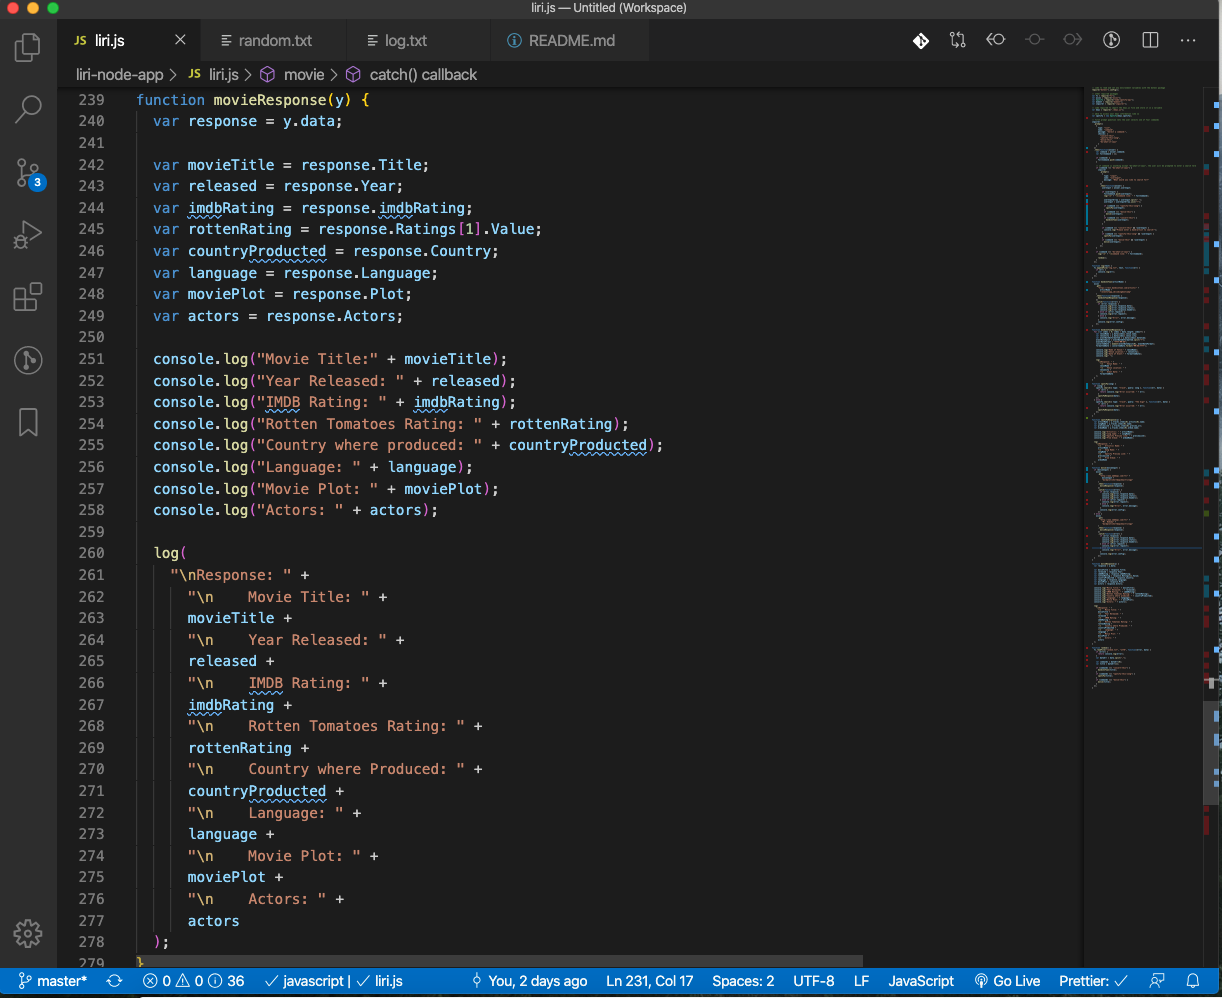 liri.js — Untitled (Workspace)
JS liri.js random.txt log.txt README.md
liri-node-app > JS liri.js > movie > catch() callback
239 function movieResponse(y) {
240 var response = y.data;
241
242 var movieTitle = response.Title;
243 var released = response.Year;
244 var imdbRating = response.imdbRating;
245 var rottenRating = response.Ratings[1].Value;
246 var countryProducted = response.Country;
247 var language = response.Language;
248 var moviePlot = response.Plot;
249 var actors = response.Actors;
250
251 console.log("Movie Title:" + movieTitle);
252 console.log("Year Released: " + released);
253 console.log("IMDB Rating: " + imdbRating);
254 console.log("Rotten Tomatoes Rating: " + rottenRating);
255 console.log("Country where produced: " + countryProducted);
256 console.log("Language: " + language);
257 console.log("Movie Plot: " + moviePlot);
258 console.log("Actors: " + actors);
259
260 log(
261 "\nResponse: " +
262 "\n    Movie Title: " +
263 movieTitle +
264 "\n    Year Released: " +
265 released +
266 "\n    IMDB Rating: " +
267 imdbRating +
268 "\n    Rotten Tomatoes Rating: " +
269 rottenRating +
270 "\n    Country where Produced: " +
271 countryProducted +
272 "\n    Language: " +
273 language +
274 "\n    Movie Plot: " +
275 moviePlot +
276 "\n    Actors: " +
277 actors
278 );
279 }
3
master* 0 0 36 javascript | liri.js You, 2 days ago Ln 231, Col 17 Spaces: 2 UTF-8 LF JavaScript Go Live Prettier: ✓